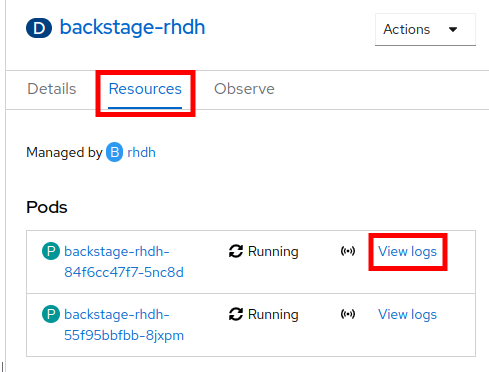 D backstage-rhdh
Actions
Details Resources Observe
Managed by B rhdh
Pods
P backstage-rhdh- Running View logs
84f6cc47f7-5nc8d
P backstage-rhdh- Running View logs
55f95bbfbb-8jxpm